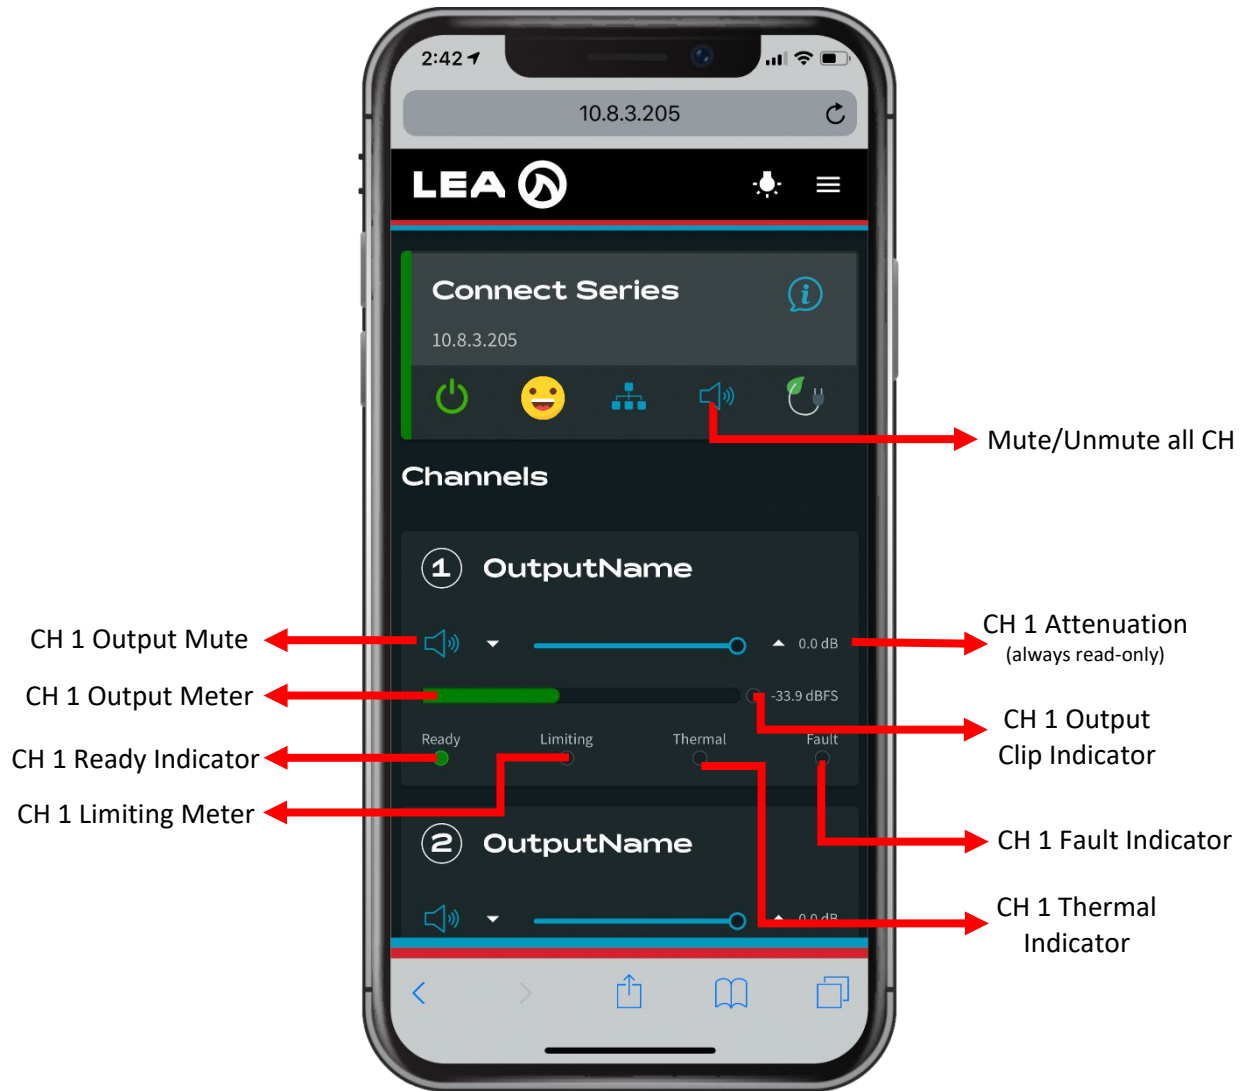 2:42
10.8.3.205
LEA
Connect Series
10.8.3.205
Mute/Unmute all CH
Channels
1 OutputName
CH 1 Output Mute
0.0 dB
CH 1 Attenuation
(always read-only)
CH 1 Output Meter
-33.9 dBFS
CH 1 Output
Clip Indicator
Ready Limiting Thermal Fault
CH 1 Ready Indicator
CH 1 Limiting Meter
2 OutputName
CH 1 Fault Indicator
0.0 dB
CH 1 Thermal
Indicator